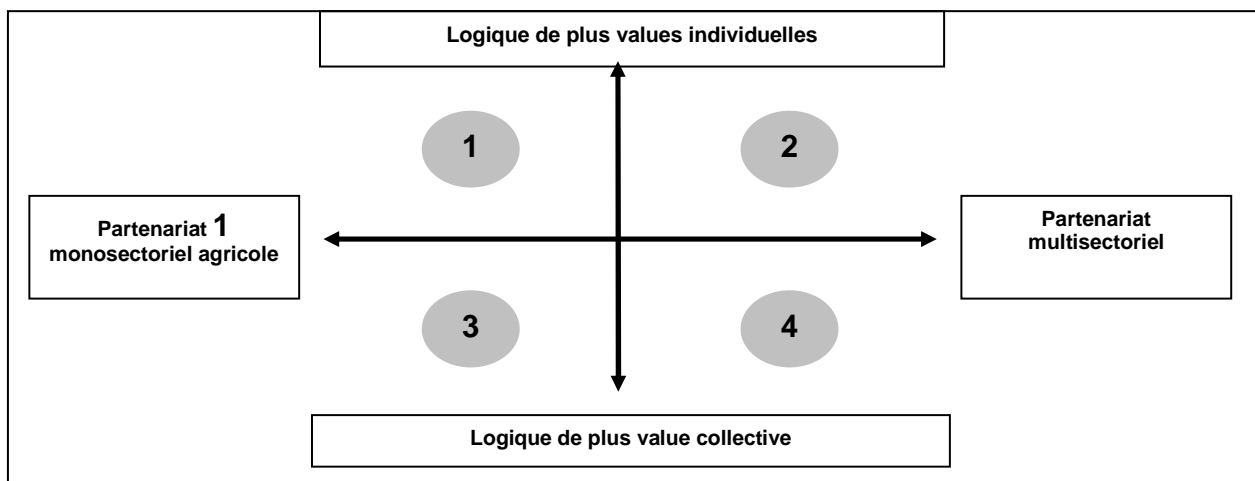 Logique de plus values individuelles
1
2
Partenariat 1
monosectoriel agricole
Partenariat
multisectoriel
3
4
Logique de plus value collective